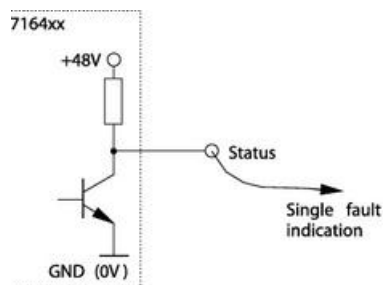 7164xx
+48V
Status
Single fault
indication
GND (0V)